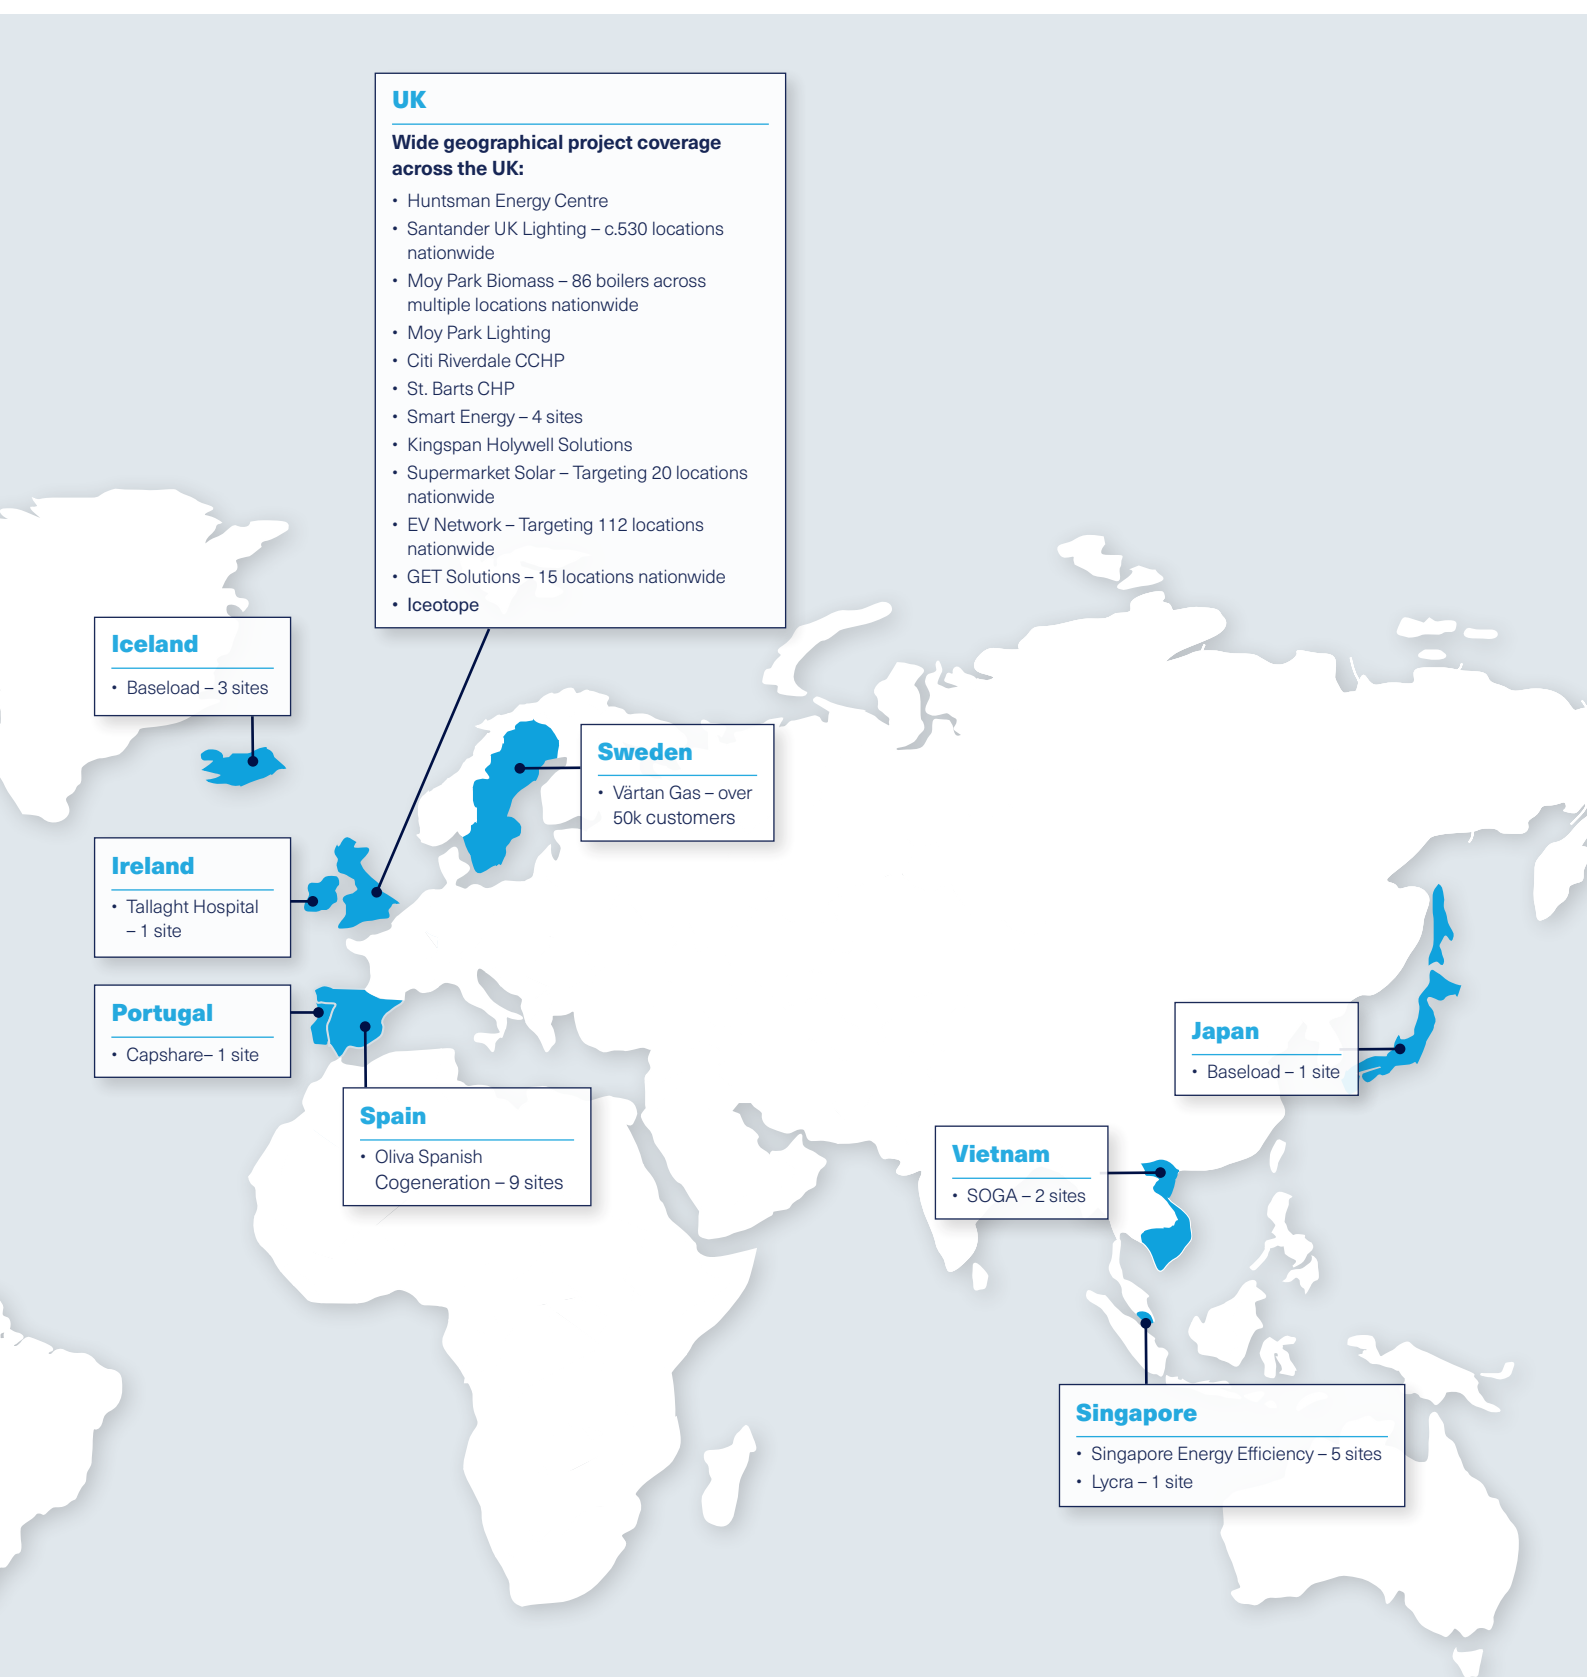 UK
Wide geographical project coverage
across the UK:
• Huntsman Energy Centre
• Santander UK Lighting – c.530 locations
nationwide
• Moy Park Biomass – 86 boilers across
multiple locations nationwide
• Moy Park Lighting
• Citi Riverdale CCHP
• St. Barts CHP
• Smart Energy – 4 sites
• Kingspan Holywell Solutions
• Supermarket Solar – Targeting 20 locations
nationwide
• EV Network – Targeting 112 locations
nationwide
• GET Solutions – 15 locations nationwide
• Iceotope
Iceland
• Baseload – 3 sites
Sweden
• Värtan Gas – over
50k customers
Ireland
• Tallaght Hospital
– 1 site
Portugal
• Capshare– 1 site
Spain
• Oliva Spanish
Cogeneration – 9 sites
Japan
• Baseload – 1 site
Vietnam
• SOGA – 2 sites
Singapore
• Singapore Energy Efficiency – 5 sites
• Lycra – 1 site